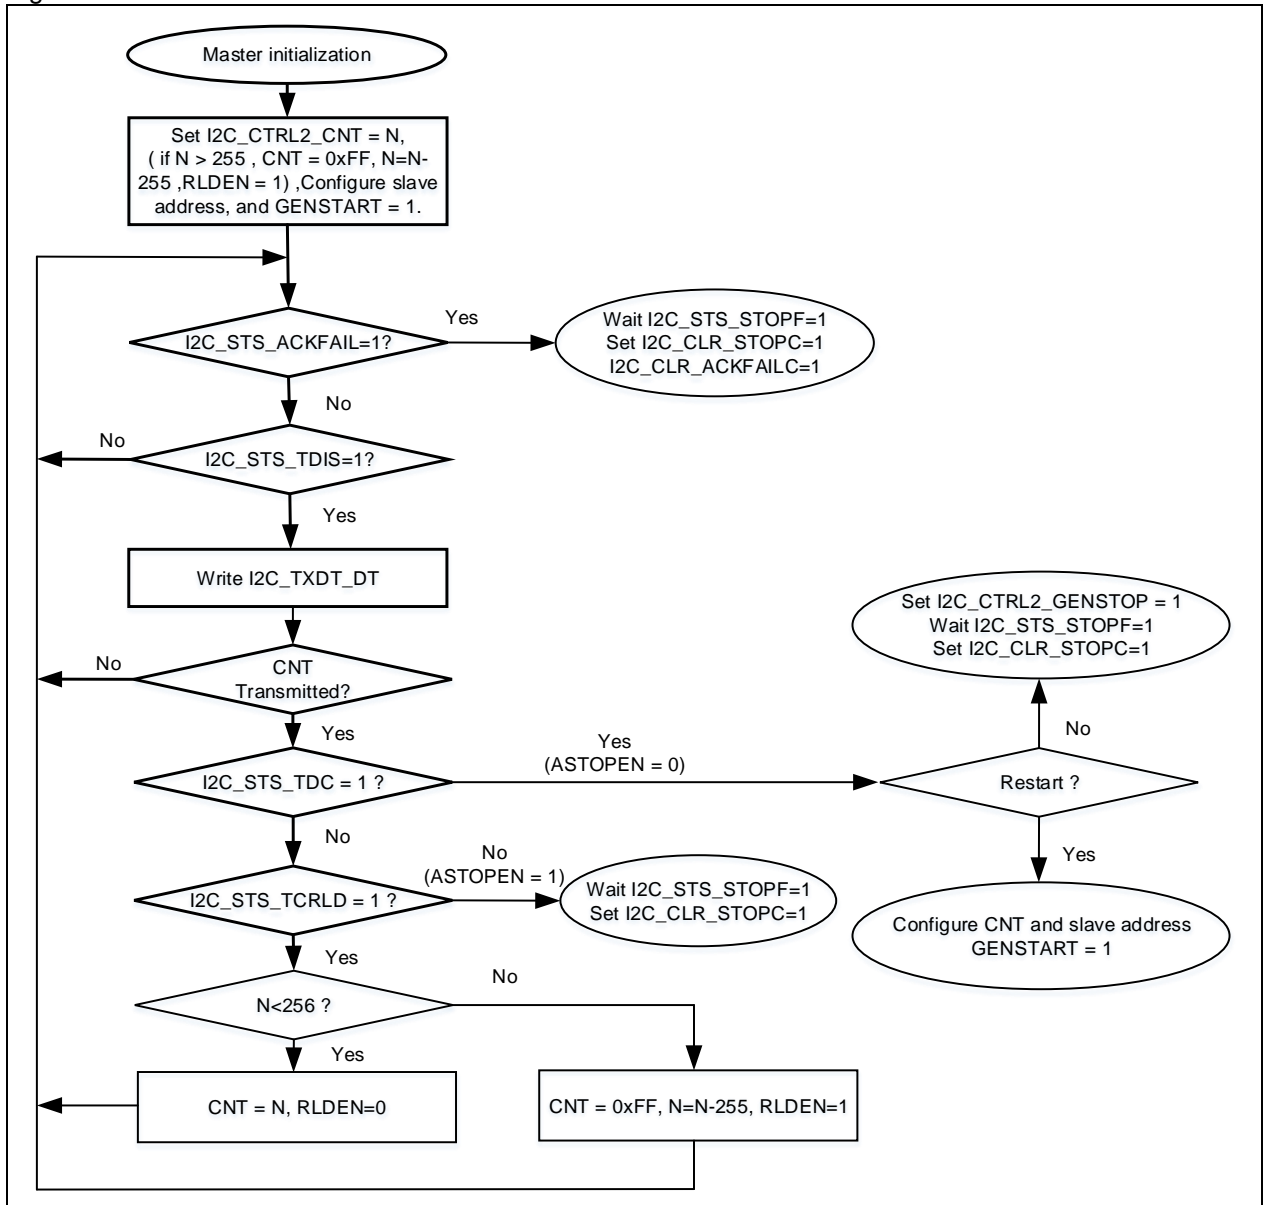 Master initialization
Set I2C_CTRL2_CNT = N,
( if N > 255 , CNT = 0xFF, N=N-
255 ,RLDEN = 1) ,Configure slave
address, and GENSTART = 1.
I2C_STS_ACKFAIL=1?
Yes
Wait I2C_STS_STOPF=1
Set I2C_CLR_STOPC=1
I2C_CLR_ACKFAILC=1
No
No
I2C_STS_TDIS=1?
Yes
Write I2C_TXDT_DT
No
CNT
Transmitted?
Yes
I2C_STS_TDC = 1 ?
Yes
(ASTOPEN = 0)
Set I2C_CTRL2_GENSTOP = 1
Wait I2C_STS_STOPF=1
Set I2C_CLR_STOPC=1
No
Restart ?
Yes
Configure CNT and slave address
GENSTART = 1
No
I2C_STS_TCRLD = 1 ?
No
(ASTOPEN = 1)
Wait I2C_STS_STOPF=1
Set I2C_CLR_STOPC=1
Yes
N<256 ?
No
Yes
CNT = N, RLDEN=0
CNT = 0xFF, N=N-255, RLDEN=1